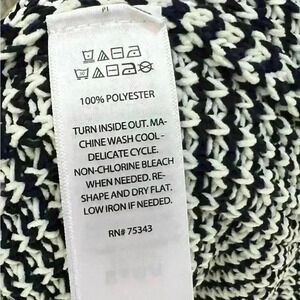 100% POLYESTER
TURN INSIDE OUT. MA-
CHINE WASH COOL -
DELICATE CYCLE.
NON-CHLORINE BLEACH
WHEN NEEDED. RE-
SHAPE AND DRY FLAT.
LOW IRON IF NEEDED.
RN# 75343